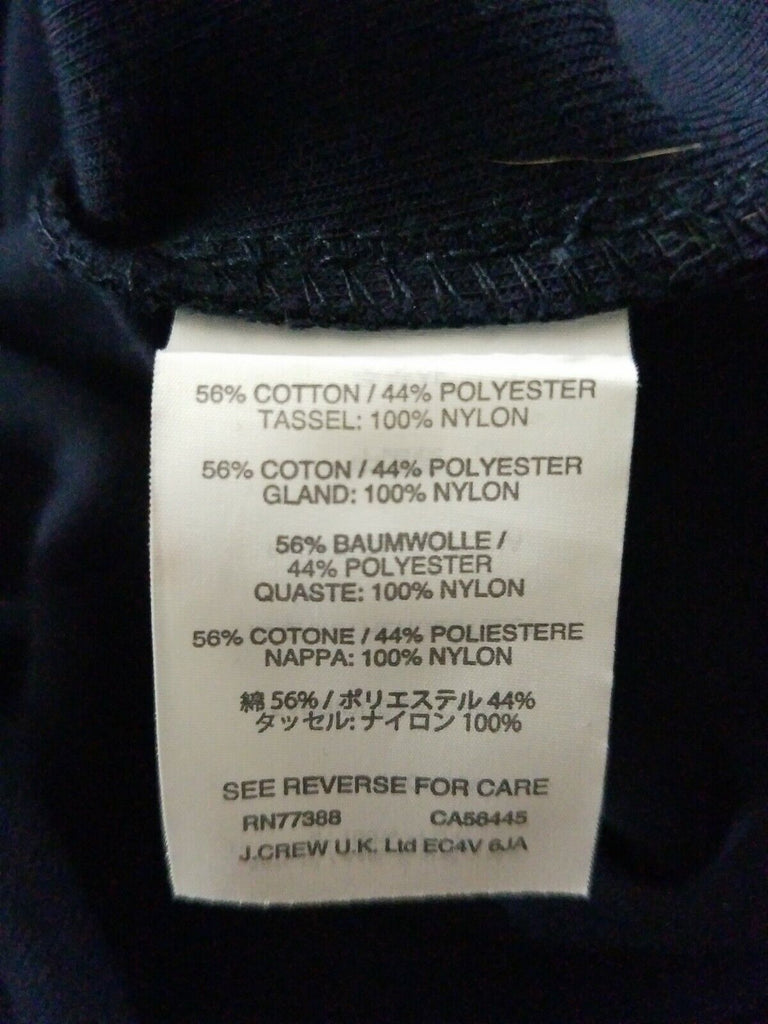 56% COTTON / 44% POLYESTER
TASSEL: 100% NYLON
56% COTON / 44% POLYESTER
GLAND: 100% NYLON
56% BAUMWOLLE /
44% POLYESTER
QUASTE: 100% NYLON
56% COTONE / 44% POLIESTERE
NAPPA: 100% NYLON
綿 56% / ポリエステル 44%
タッセル: ナイロン 100%
SEE REVERSE FOR CARE
RN77388 CA56445
J.CREW U.K. Ltd EC4V 6JA